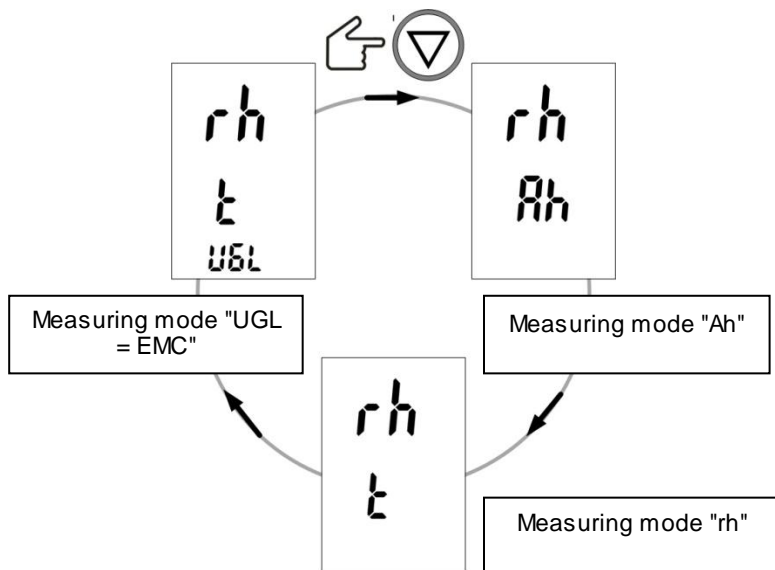 rh
t
UGL
rh
Ah
Measuring mode "UGL
= EMC"
Measuring mode "Ah"
rh
t
Measuring mode "rh"